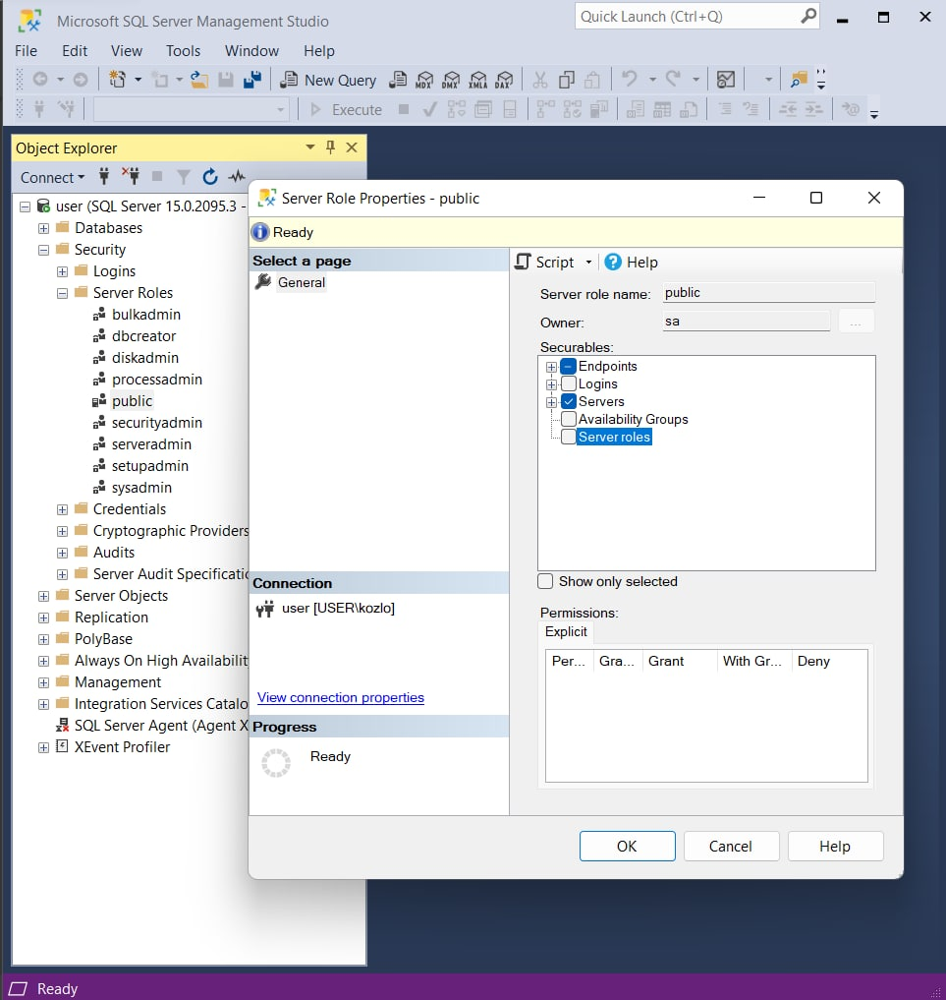 Microsoft SQL Server Management Studio
Quick Launch (Ctrl+Q)
File Edit View Tools Window Help
New Query MDX DMX XMLA DAX
Execute
Object Explorer
Connect
user (SQL Server 15.0.2095.3 -
Databases
Security
Logins
Server Roles
bulkadmin
dbcreator
diskadmin
processadmin
public
securityadmin
serveradmin
setupadmin
sysadmin
Credentials
Cryptographic Providers
Audits
Server Audit Specificatio
Server Objects
Replication
PolyBase
Always On High Availabilit
Management
Integration Services Catalo
SQL Server Agent (Agent X
XEvent Profiler
Server Role Properties - public
Ready
Select a page
General
Connection
user [USER\kozlo]
View connection properties
Progress
Ready
Script Help
Server role name: public
Owner: sa ...
Securables:
Endpoints
Logins
Servers
Availability Groups
Server roles
Show only selected
Permissions:
Explicit
Per... Gra... Grant With Gr... Deny
OK Cancel Help
Ready